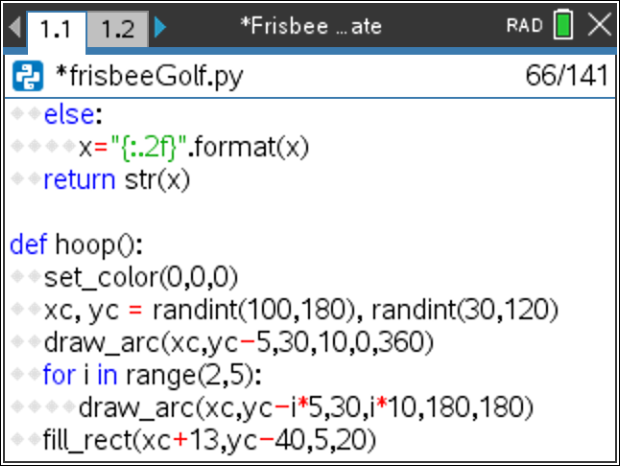 1.1 1.2 *Frisbee ...ate RAD
*frisbeeGolf.py 66/141
else:
x="{:.2f}".format(x)
return str(x)
def hoop():
set_color(0,0,0)
xc, yc = randint(100,180), randint(30,120)
draw_arc(xc,yc-5,30,10,0,360)
for i in range(2,5):
draw_arc(xc,yc-i*5,30,i*10,180,180)
fill_rect(xc+13,yc-40,5,20)